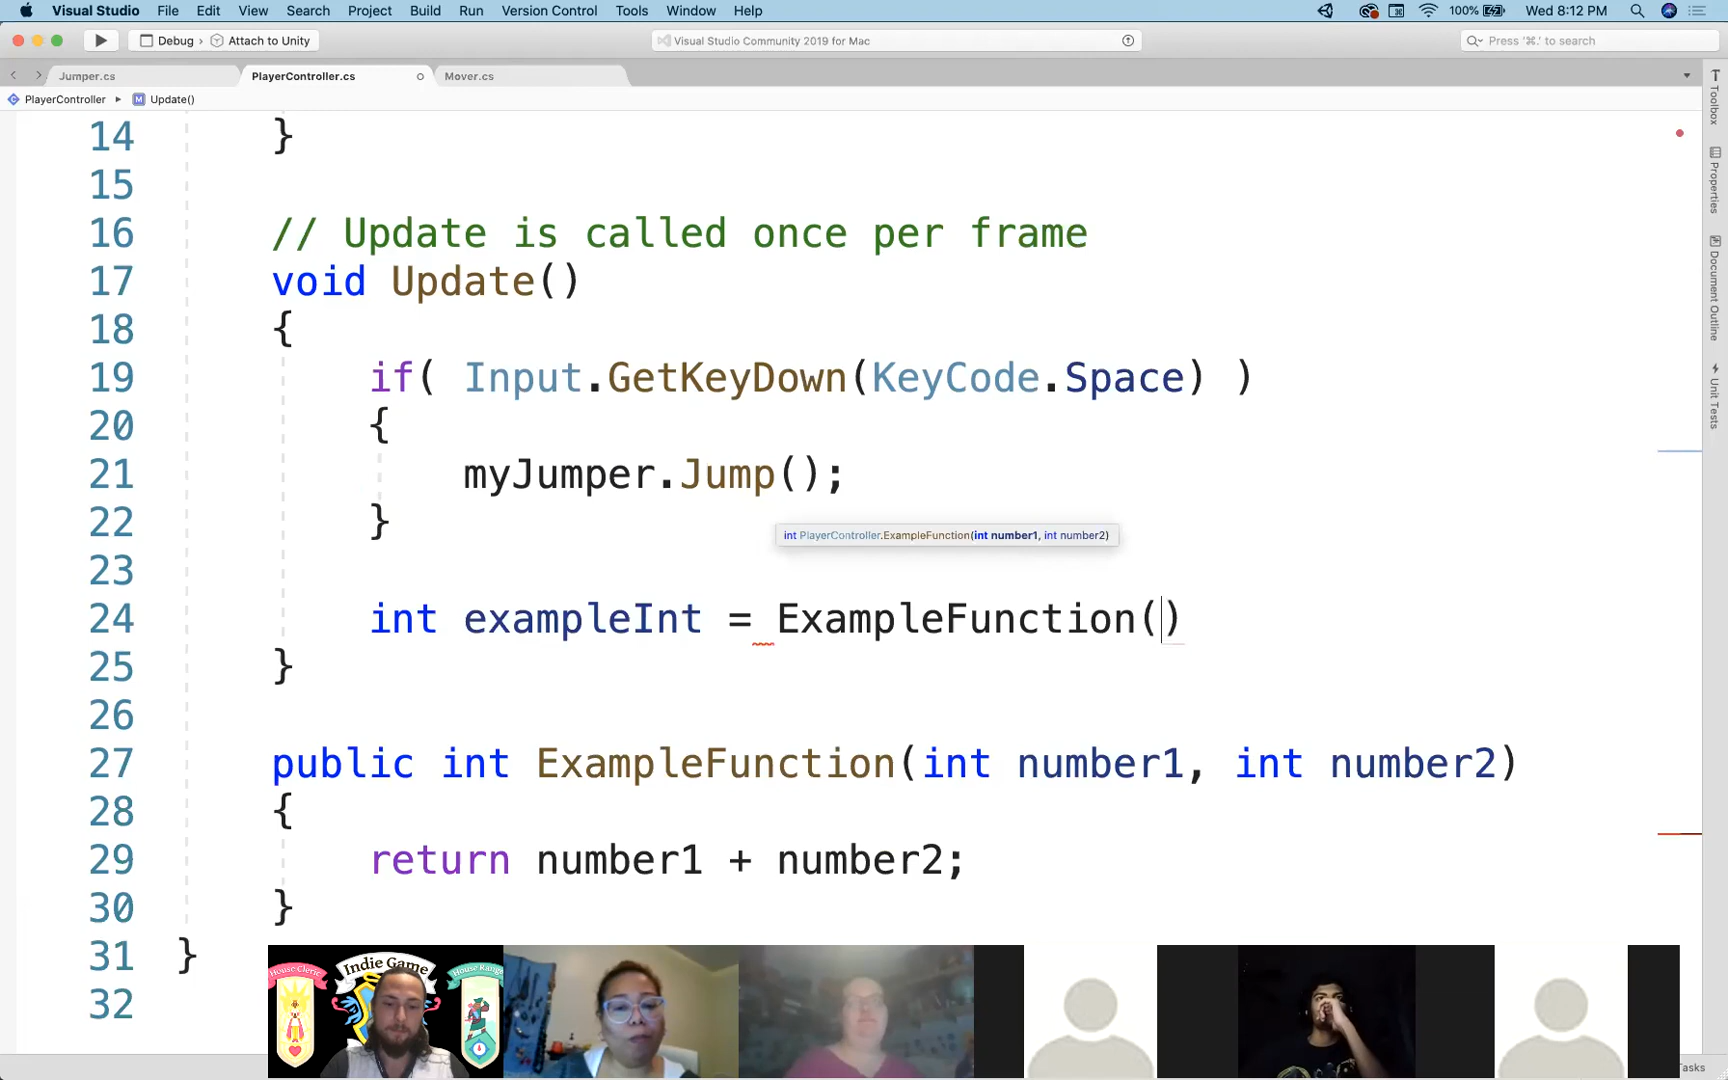 Visual Studio File Edit View Search Project Build Run Version Control Tools Window Help 100% Wed 8:12 PM
Debug › Attach to Unity Visual Studio Community 2019 for Mac Press ‘⌘.’ to search
Jumper.cs PlayerController.cs Mover.cs
PlayerController ▸ M Update()
14 }
15
16 // Update is called once per frame
17 void Update()
18 {
19 if( Input.GetKeyDown(KeyCode.Space) )
20 {
21 myJumper.Jump();
22 }
int PlayerController.ExampleFunction(int number1, int number2)
23
24 int exampleInt = ExampleFunction()
25 }
26
27 public int ExampleFunction(int number1, int number2)
28 {
29 return number1 + number2;
30 }
31 }
32
Toolbox
Properties
Document Outline
Unit Tests
House Cleric
Indie Game
House Rang
Tasks